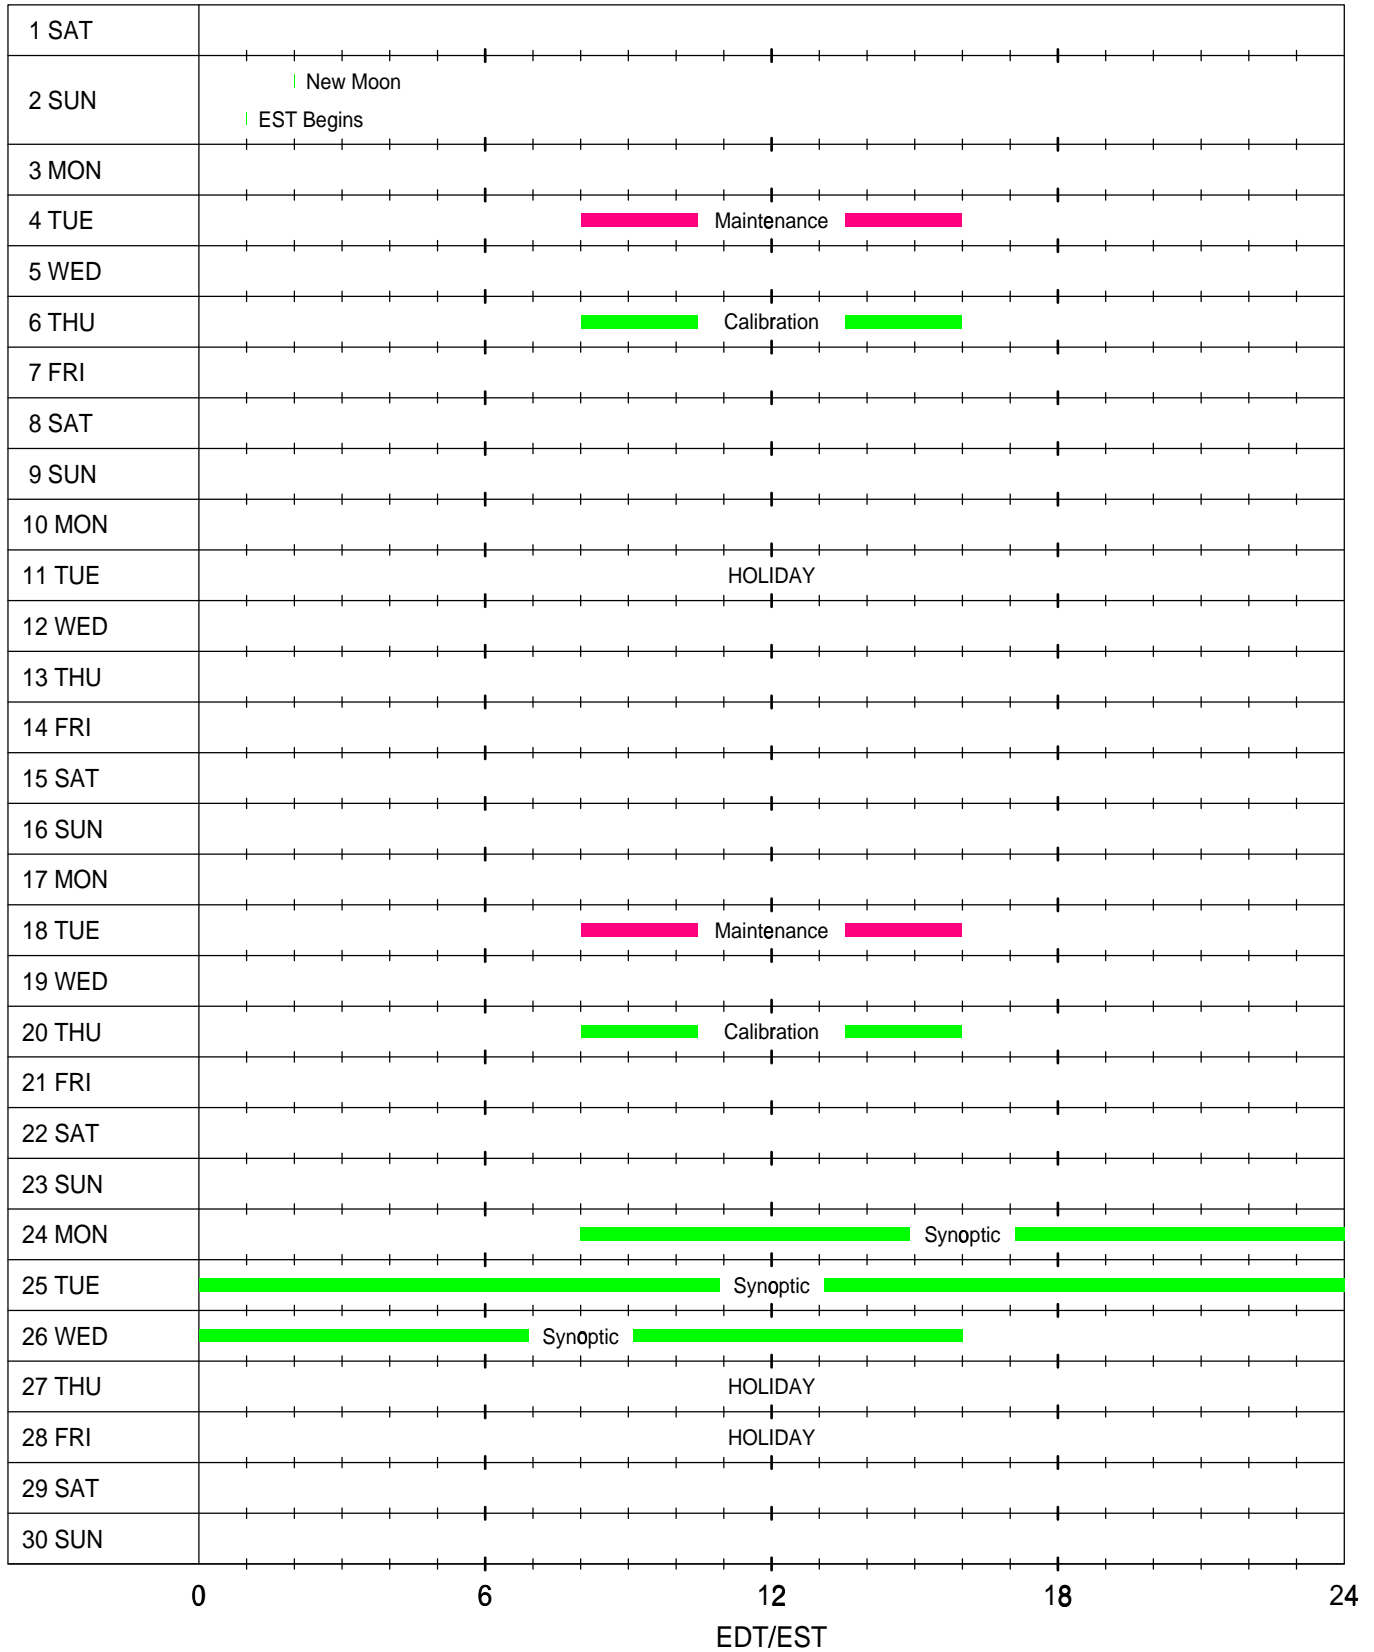 1 SAT
New Moon
2 SUN
EST Begins
3 MON
4 TUE Maintenance
5 WED
6 THU Calibration
7 FRI
8 SAT
9 SUN
10 MON
11 TUE HOLIDAY
12 WED
13 THU
14 FRI
15 SAT
16 SUN
17 MON
18 TUE Maintenance
19 WED
20 THU Calibration
21 FRI
22 SAT
23 SUN
24 MON Synoptic
25 TUE Synoptic
26 WED Synoptic
27 THU HOLIDAY
28 FRI HOLIDAY
29 SAT
30 SUN
0 6 12 18 24
EDT/EST